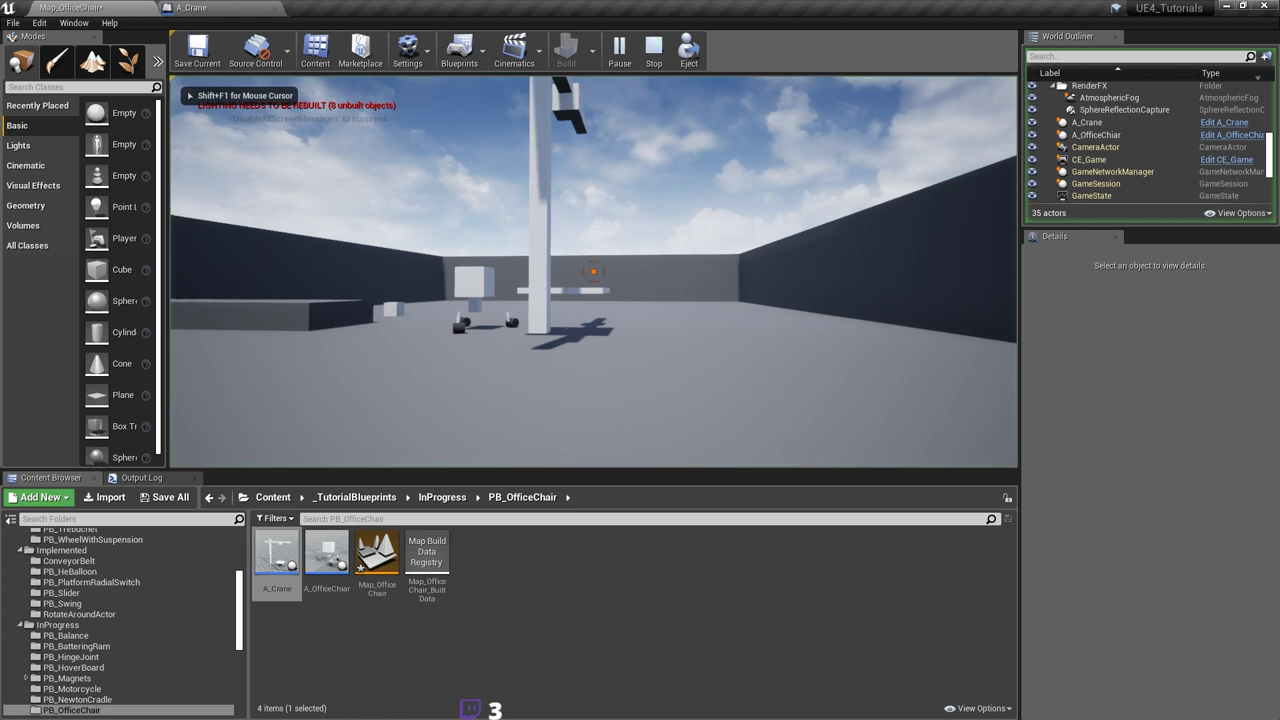 Map_OfficeChair*
A_Crane
UE4_Tutorials
File Edit Window Help
Modes
Search Classes
Recently Placed
Basic
Lights
Cinematic
Visual Effects
Geometry
Volumes
All Classes
Empty
Empty
Empty
Point L
Player
Cube
Spher
Cylind
Cone
Plane
Box Tr
Spher
Save Current
Source Control
Content
Marketplace
Settings
Blueprints
Cinematics
Build
Pause
Stop
Eject
Shift+F1 for Mouse Cursor
LIGHTING NEEDS TO BE REBUILT (8 unbuilt objects)
'DisableAllScreenMessages' to suppress
World Outliner
Search...
Label Type
RenderFX Folder
AtmosphericFog AtmosphericFog
SphereReflectionCapture SphereReflectionC
A_Crane Edit A_Crane
A_OfficeChiar Edit A_OfficeChia
CameraActor CameraActor
CE_Game Edit CE_Game
GameNetworkManager GameNetworkMan
GameSession GameSession
GameState GameState
35 actors
View Options
Details
Select an object to view details
Content Browser
Output Log
Add New Import Save All
Content _TutorialBlueprints InProgress PB_OfficeChair
Search Folders
PB_Trebuchet
PB_WheelWithSuspension
Implemented
ConveyorBelt
PB_HeBalloon
PB_PlatformRadialSwitch
PB_Slider
PB_Swing
RotateAroundActor
InProgress
PB_Balance
PB_BatteringRam
PB_HingeJoint
PB_HoverBoard
PB_Magnets
PB_Motorcycle
PB_NewtonCradle
PB_OfficeChair
Filters
Search PB_OfficeChair
A_Crane
A_OfficeChiar
Map_Office
Chair
Map Build
Data
Registry
Map_Office
Chair_Built
Data
4 items (1 selected)
View Options
3